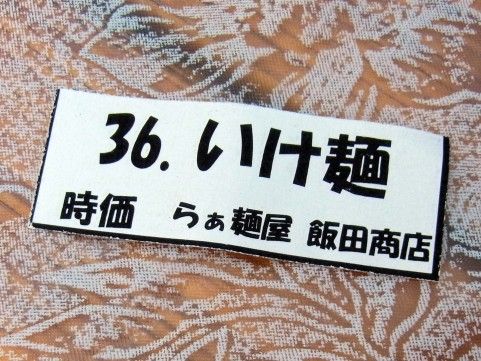 36. いけ麺
時価 らぁ麺屋 飯田商店